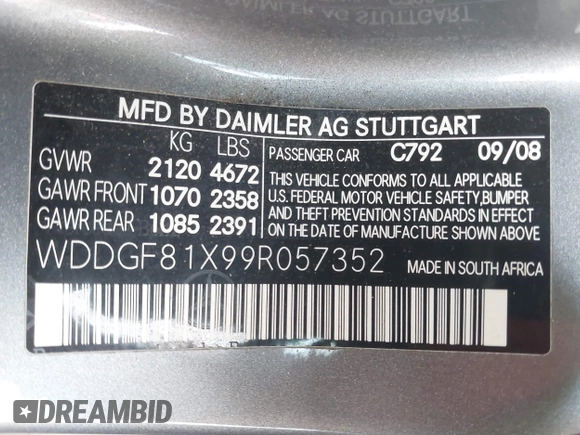 MFD BY DAIMLER AG STUTTGART
KG LBS
GVWR 2120 4672
GAWR FRONT 1070 2358
GAWR REAR 1085 2391
PASSENGER CAR C792 09/08
THIS VEHICLE CONFORMS TO ALL APPLICABLE
U.S. FEDERAL MOTOR VEHICLE SAFETY,BUMPER
AND THEFT PREVENTION STANDARDS IN EFFECT
ON THE DATE OF MANUFACTURE SHOWN ABOVE
WDDGF81X99R057352 MADE IN SOUTH AFRICA
DREAMBID